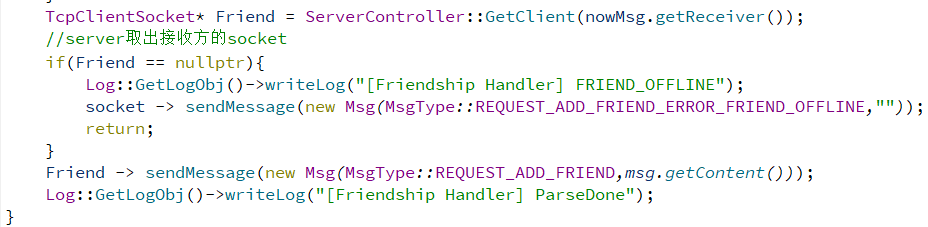 TcpClientSocket* Friend = ServerController::GetClient(nowMsg.getReceiver());
//server取出接收方的socket
if(Friend == nullptr){
Log::GetLogObj()->writeLog("[Friendship Handler] FRIEND_OFFLINE");
socket -> sendMessage(new Msg(MsgType::REQUEST_ADD_FRIEND_ERROR_FRIEND_OFFLINE,""));
return;
}
Friend -> sendMessage(new Msg(MsgType::REQUEST_ADD_FRIEND,msg.getContent()));
Log::GetLogObj()->writeLog("[Friendship Handler] ParseDone");
}